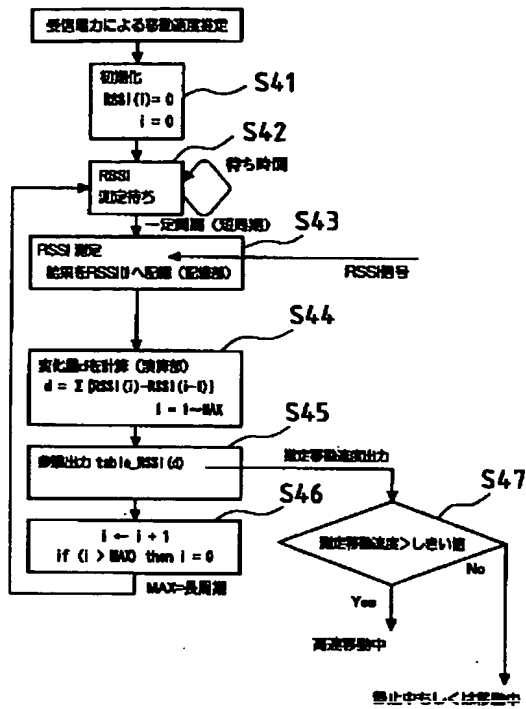 受信電力による移動速度推定
初期化
RSSI(i)= 0
i = 0
S41
S42
RSSI
測定待ち
待ち時間
一定周期（短周期）
S43
RSSI 測定
結果をRSSI(i)へ記憶（記憶部）
RSSI信号
S44
変化量dを計算（演算部）
d = Σ [RSSI(i)-RSSI(i-1)]
i = 1~MAX
S45
参照出力 table_RSSI(d)
推定移動速度出力
S46
i ← i + 1
if (i > MAX) then i = 0
MAX=長周期
S47
推定移動速度>しきい値
No
Yes
高速移動中
静止中もしくは移動中